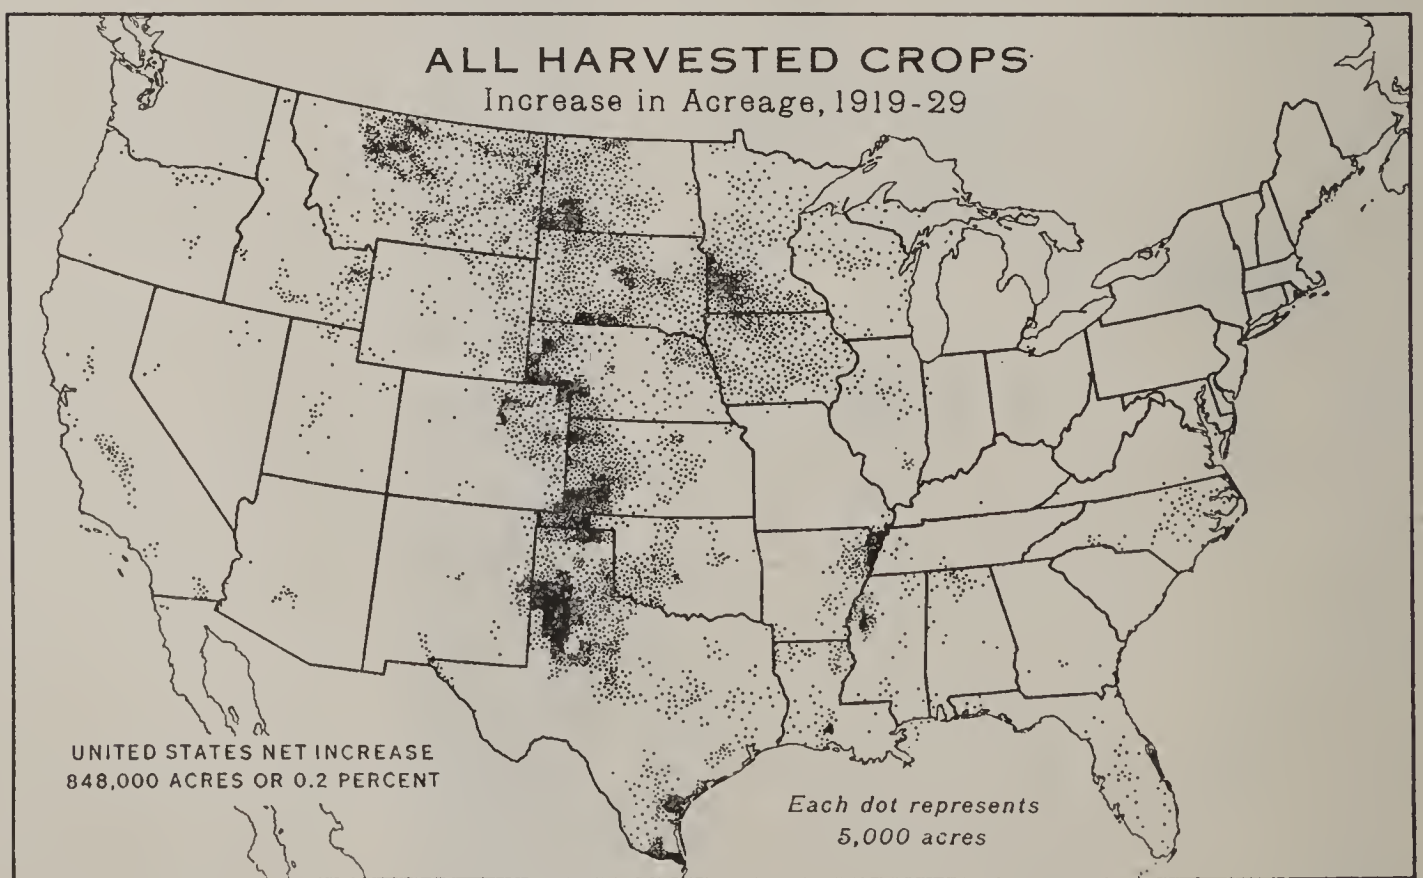 ALL HARVESTED CROPS
Increase in Acreage, 1919-29
UNITED STATES NET INCREASE
848,000 ACRES OR 0.2 PERCENT
Each dot represents
5,000 acres